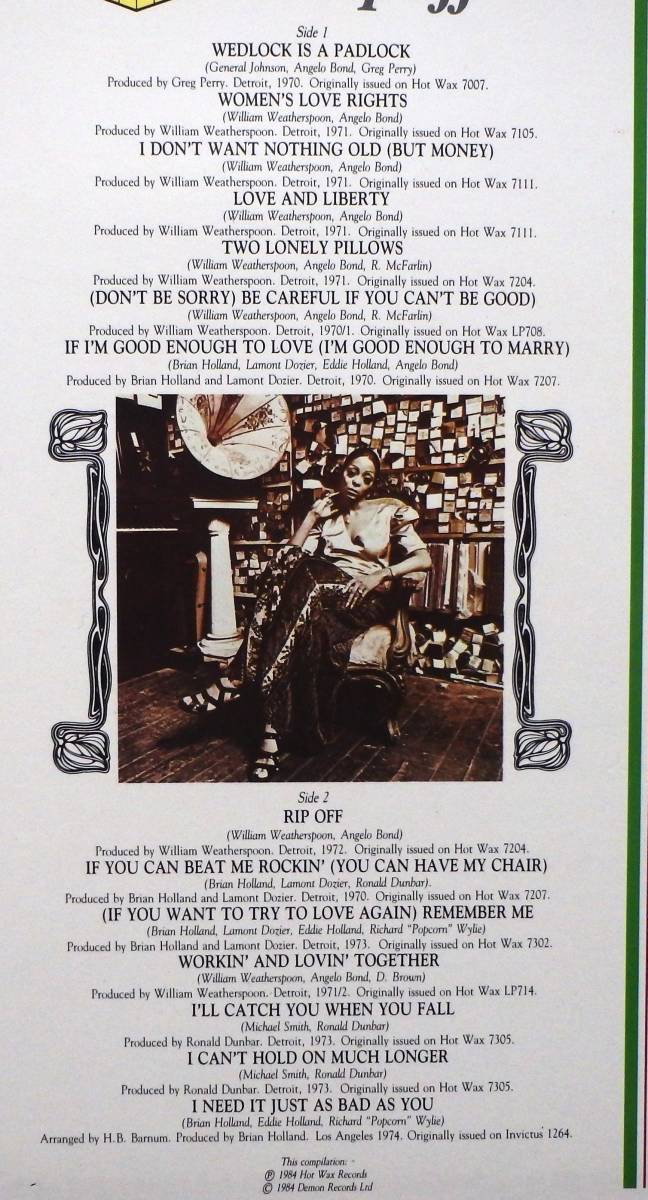 Side 1
WEDLOCK IS A PADLOCK
(General Johnson, Angelo Bond, Greg Perry)
Produced by Greg Perry. Detroit, 1970. Originally issued on Hot Wax 7007.
WOMEN'S LOVE RIGHTS
(William Weatherspoon, Angelo Bond)
Produced by William Weatherspoon. Detroit, 1971. Originally issued on Hot Wax 7105.
I DON'T WANT NOTHING OLD (BUT MONEY)
(William Weatherspoon, Angelo Bond)
Produced by William Weatherspoon. Detroit, 1971. Originally issued on Hot Wax 7111.
LOVE AND LIBERTY
(William Weatherspoon, Angelo Bond)
Produced by William Weatherspoon. Detroit, 1971. Originally issued on Hot Wax 7111.
TWO LONELY PILLOWS
(William Weatherspoon, Angelo Bond, R. McFarlin)
Produced by William Weatherspoon. Detroit, 1971. Originally issued on Hot Wax 7204.
(DON'T BE SORRY) BE CAREFUL IF YOU CAN'T BE GOOD)
(William Weatherspoon, Angelo Bond, R. McFarlin)
Produced by William Weatherspoon. Detroit, 1970/1. Originally issued on Hot Wax LP708.
IF I'M GOOD ENOUGH TO LOVE (I'M GOOD ENOUGH TO MARRY)
(Brian Holland, Lamont Dozier, Eddie Holland, Angelo Bond)
Produced by Brian Holland and Lamont Dozier. Detroit, 1970. Originally issued on Hot Wax 7207.
Side 2
RIP OFF
(William Weatherspoon, Angelo Bond)
Produced by William Weatherspoon. Detroit, 1972. Originally issued on Hot Wax 7204.
IF YOU CAN BEAT ME ROCKIN' (YOU CAN HAVE MY CHAIR)
(Brian Holland, Lamont Dozier, Ronald Dunbar).
Produced by Brian Holland and Lamont Dozier. Detroit, 1970. Originally issued on Hot Wax 7207.
(IF YOU WANT TO TRY TO LOVE AGAIN) REMEMBER ME
(Brian Holland, Lamont Dozier, Eddie Holland, Richard "Popcorn" Wylie)
Produced by Brian Holland and Lamont Dozier. Detroit, 1973. Originally issued on Hot Wax 7302.
WORKIN' AND LOVIN' TOGETHER
(William Weatherspoon, Angelo Bond, D. Brown)
Produced by William Weatherspoon. Detroit, 1971/2. Originally issued on Hot Wax LP714.
I'LL CATCH YOU WHEN YOU FALL
(Michael Smith, Ronald Dunbar)
Produced by Ronald Dunbar. Detroit, 1973. Originally issued on Hot Wax 7305.
I CAN'T HOLD ON MUCH LONGER
(Michael Smith, Ronald Dunbar)
Produced by Ronald Dunbar. Detroit, 1973. Originally issued on Hot Wax 7305.
I NEED IT JUST AS BAD AS YOU
(Brian Holland, Eddie Holland, Richard "Popcorn" Wylie)
Arranged by H.B. Barnum. Produced by Brian Holland. Los Angeles 1974. Originally issued on Invictus 1264.
This compilation:
℗ 1984 Hot Wax Records
© 1984 Demon Records Ltd